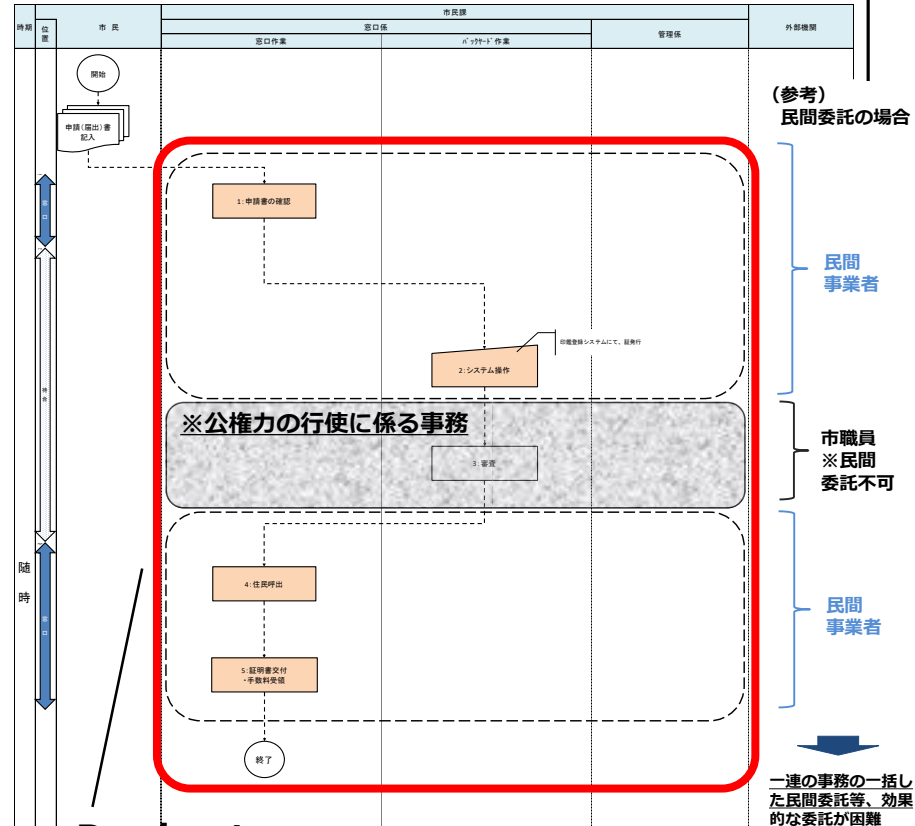 時期
位置
市 民
市民課
窓口係
窓口作業
バックヤード作業
管理係
外部機関
開始
申請(届出)書
記入
(参考)
民間委託の場合
窓口
1:申請書の確認
民間
事業者
印鑑登録システムにて、証発行
2:システム操作
待合
※公権力の行使に係る事務
3:審査
市職員
※民間
委託不可
随時
4:住民呼出
窓口
民間
事業者
5:証明書交付
・手数料受領
終了
一連の事務の一括し
た民間委託等、効果
的な委託が困難